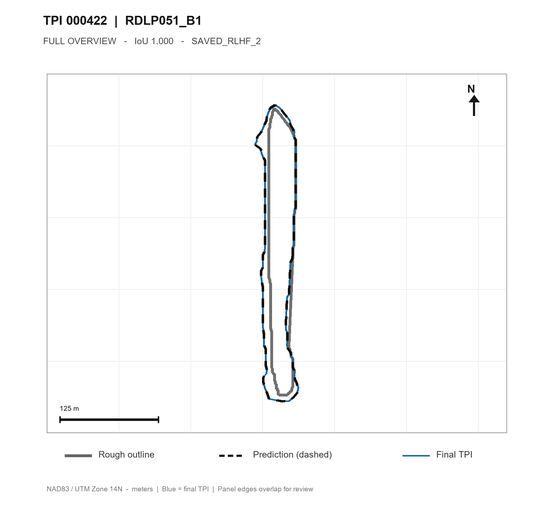 TPI 000422 | RDLP051_B1
FULL OVERVIEW - IoU 1.000 - SAVED_RLHF_2
N
125 m
Rough outline
Prediction (dashed)
Final TPI
NAD83 / UTM Zone 14N - meters | Blue = final TPI | Panel edges overlap for review